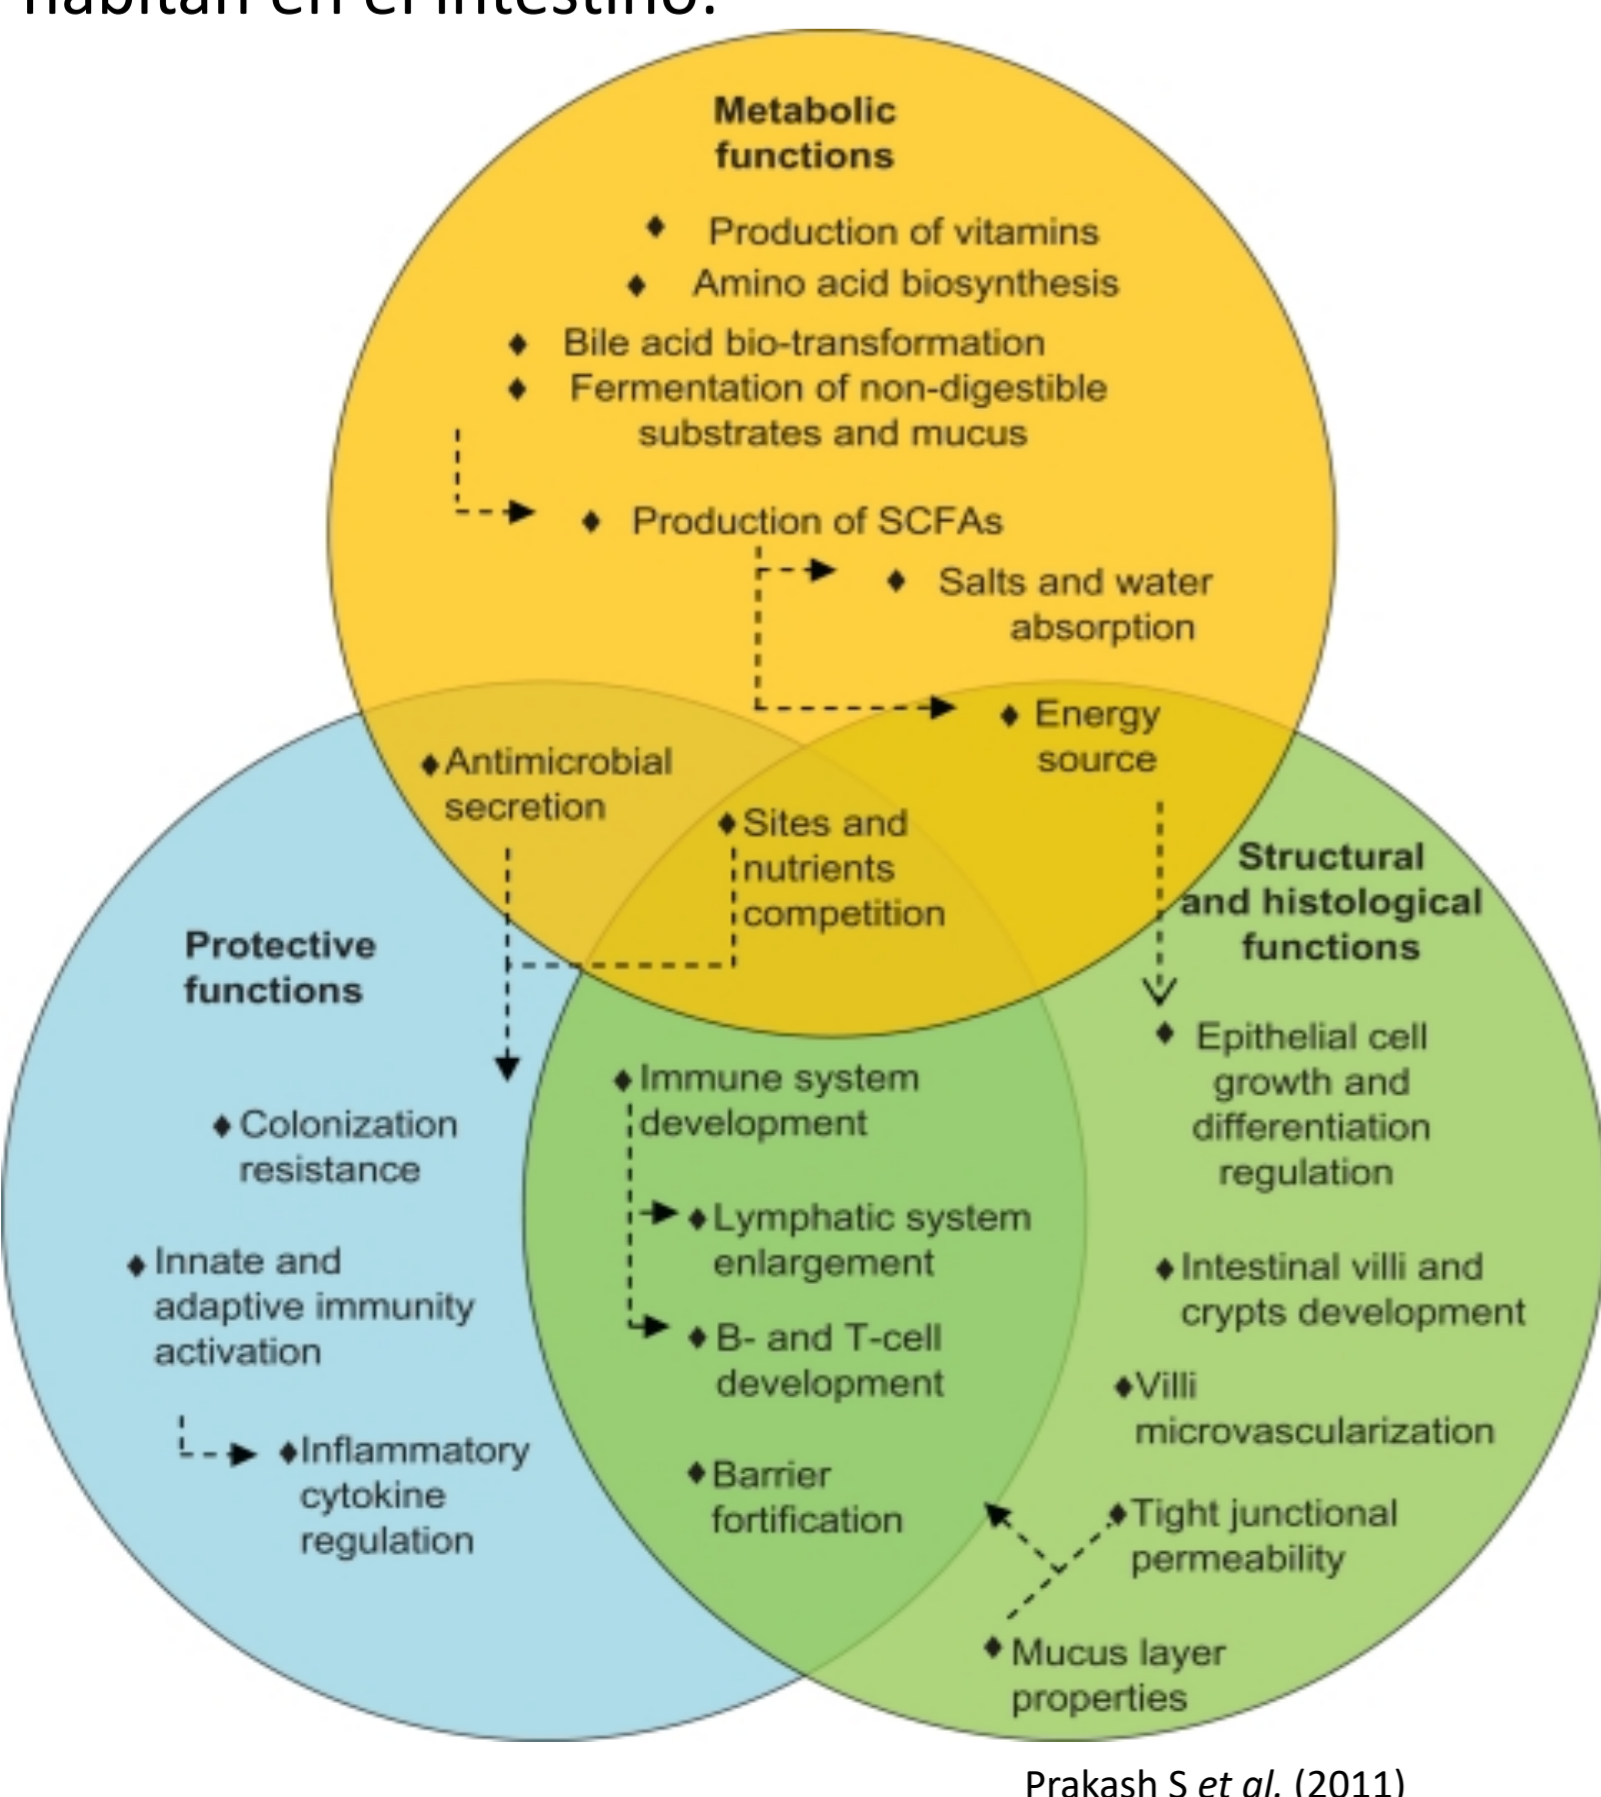 habitan en el intestino.
Metabolic
functions
Production of vitamins
Amino acid biosynthesis
Bile acid bio-transformation
Fermentation of non-digestible
substrates and mucus
Production of SCFAs
Salts and water
absorption
Energy
source
Antimicrobial
secretion
Sites and
nutrients
competition
Protective
functions
Colonization
resistance
Innate and
adaptive immunity
activation
Inflammatory
cytokine
regulation
Immune system
development
Lymphatic system
enlargement
B- and T-cell
development
Barrier
fortification
Structural
and histological
functions
Epithelial cell
growth and
differentiation
regulation
Intestinal villi and
crypts development
Villi
microvascularization
Tight junctional
permeability
Mucus layer
properties
Prakash S et al. (2011)